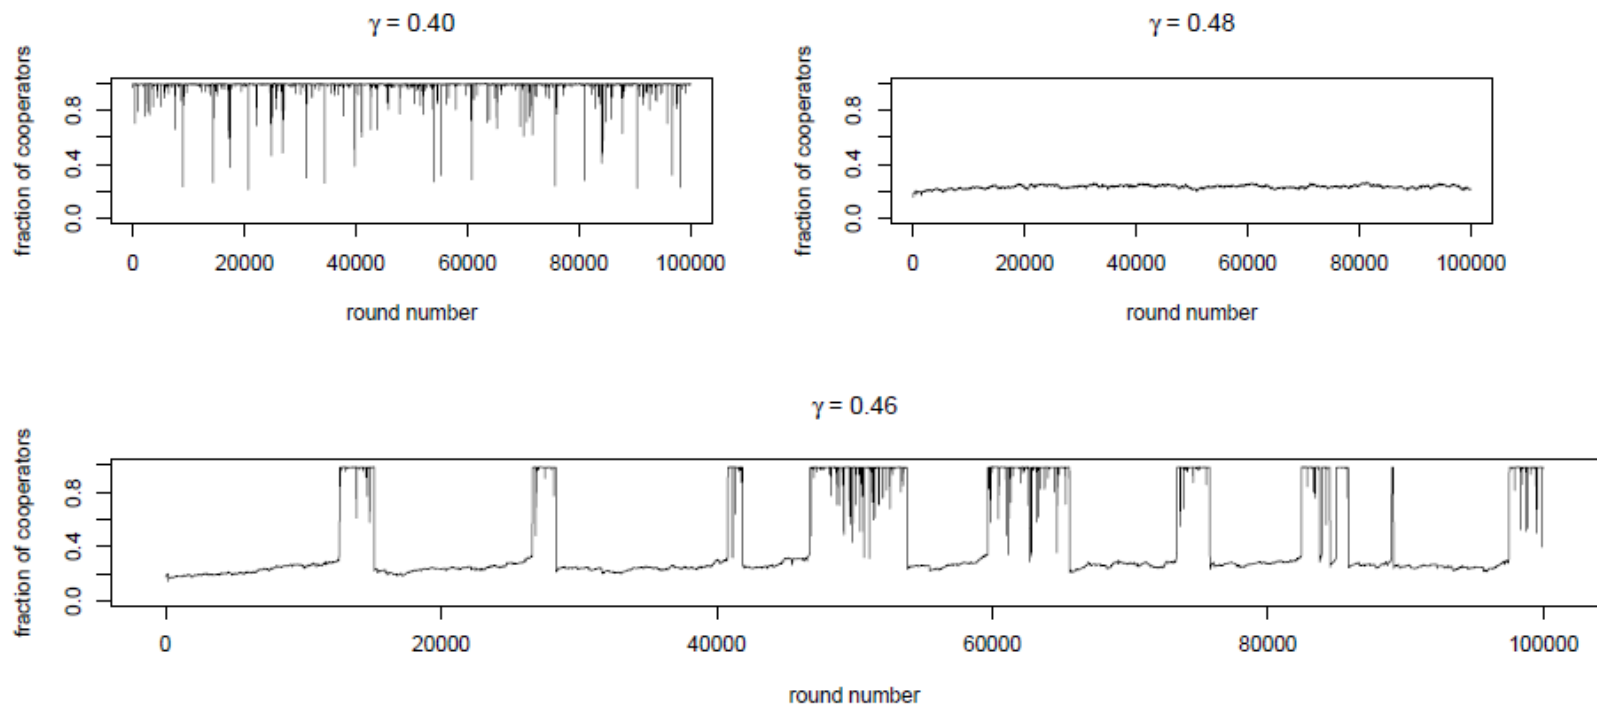 γ = 0.40
fraction of cooperators
0.0 0.4 0.8
0 20000 40000 60000 80000 100000
round number
γ = 0.48
fraction of cooperators
0.0 0.4 0.8
0 20000 40000 60000 80000 100000
round number
γ = 0.46
fraction of cooperators
0.0 0.4 0.8
0 20000 40000 60000 80000 100000
round number